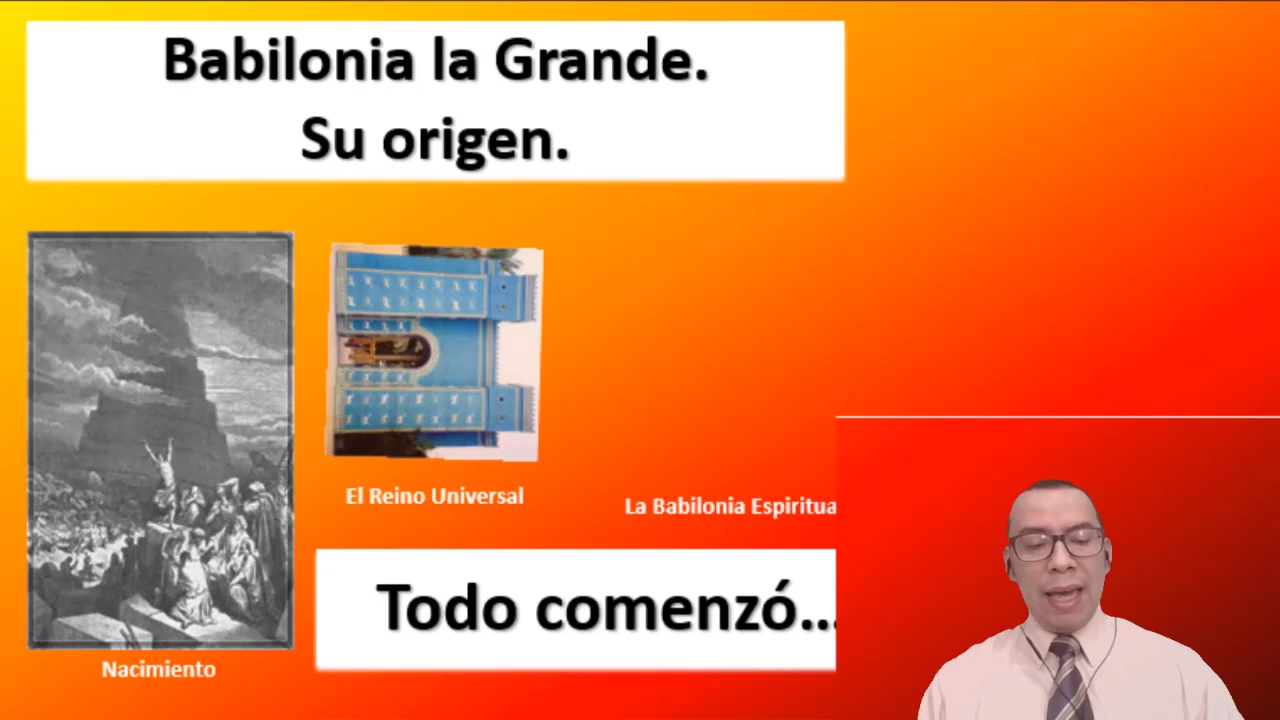 Babilonia la Grande.
Su origen.
El Reino Universal
La Babilonia Espiritua
Todo comenzó...
Nacimiento